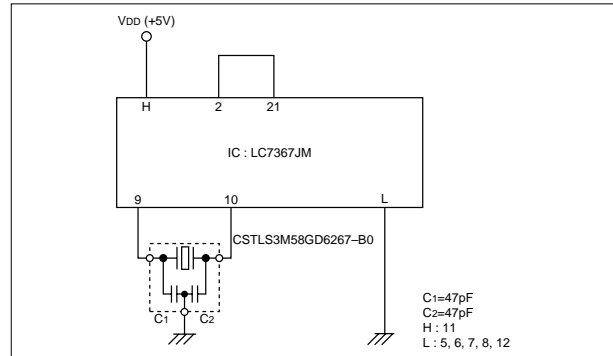 VDD (+5V)
H
2
21
IC : LC7367JM
9
10
L
CSTLS3M58GD6267–B0
C1
C2
C1=47pF
C2=47pF
H : 11
L : 5, 6, 7, 8, 12